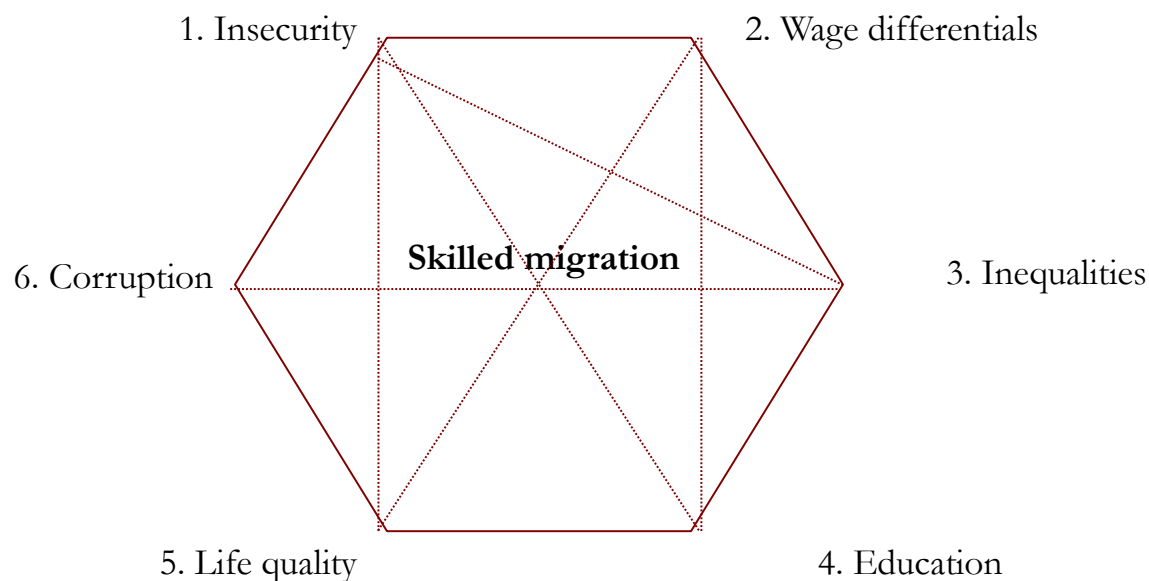 1. Insecurity
2. Wage differentials
Skilled migration
6. Corruption
3. Inequalities
5. Life quality
4. Education